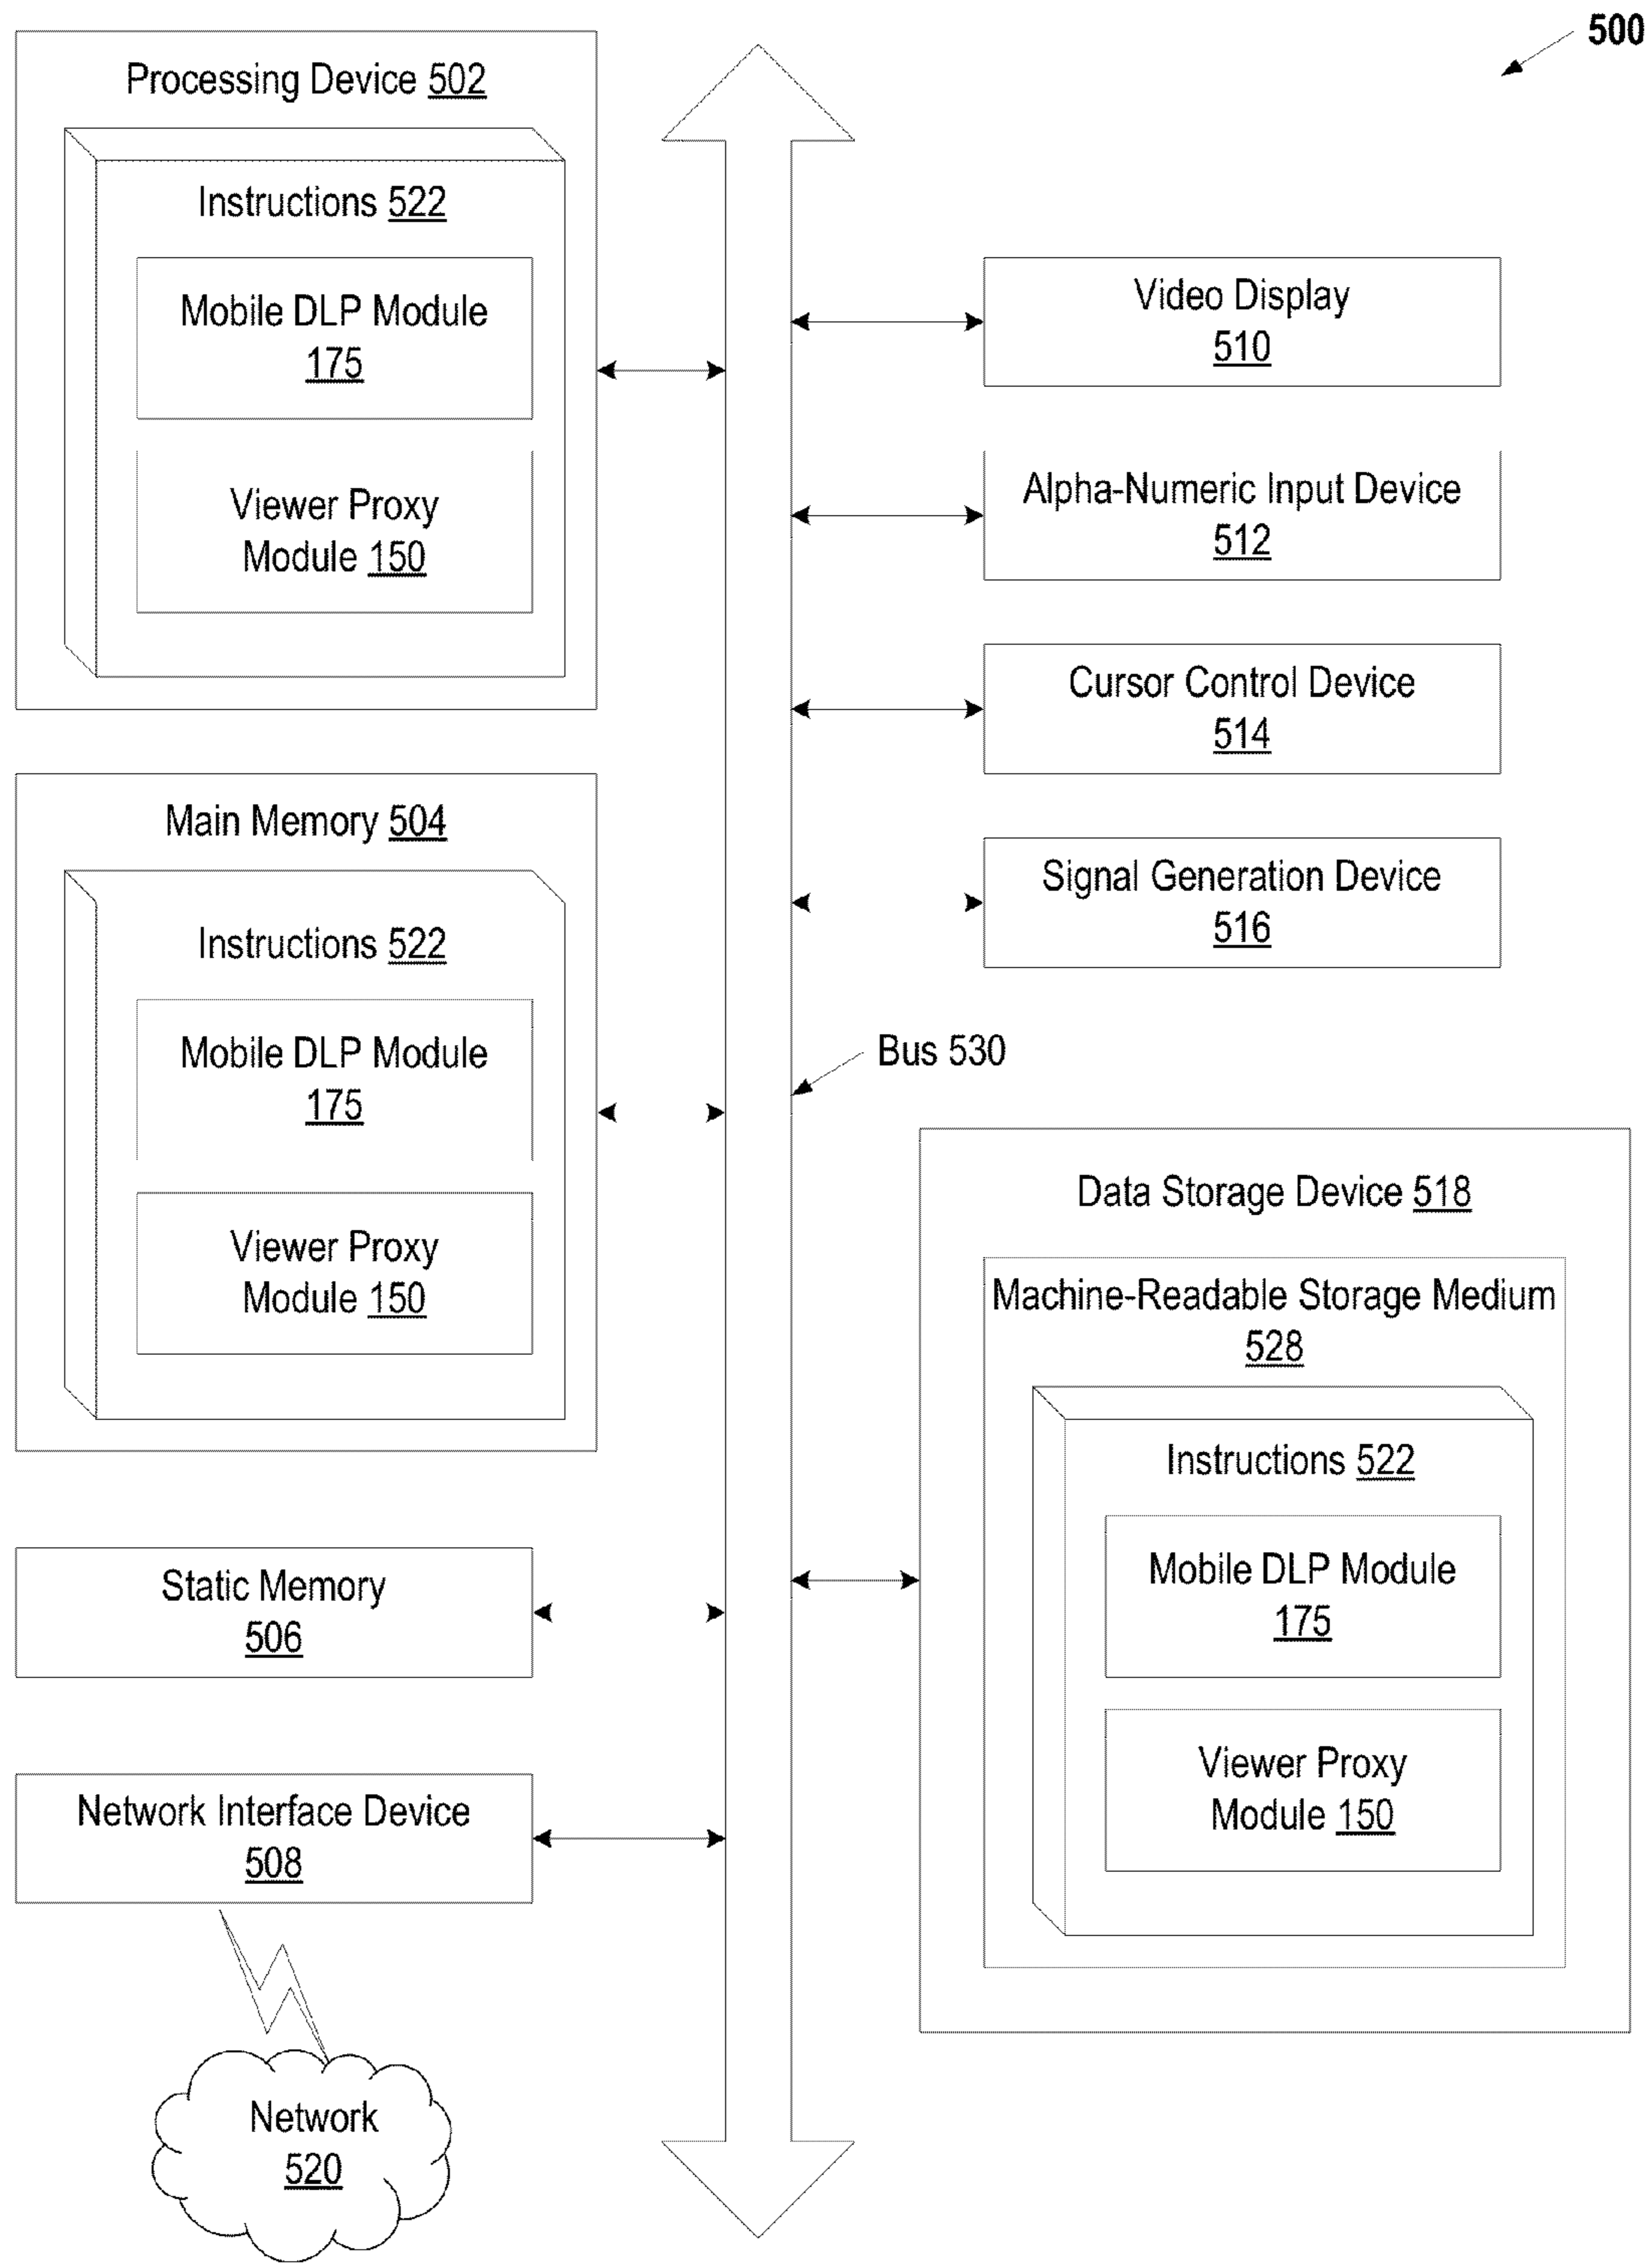 500
Processing Device 502
Instructions 522
Mobile DLP Module
175
Viewer Proxy
Module 150
Main Memory 504
Instructions 522
Mobile DLP Module
175
Viewer Proxy
Module 150
Static Memory
506
Network Interface Device
508
Network
520
Video Display
510
Alpha-Numeric Input Device
512
Cursor Control Device
514
Signal Generation Device
516
Bus 530
Data Storage Device 518
Machine-Readable Storage Medium
528
Instructions 522
Mobile DLP Module
175
Viewer Proxy
Module 150